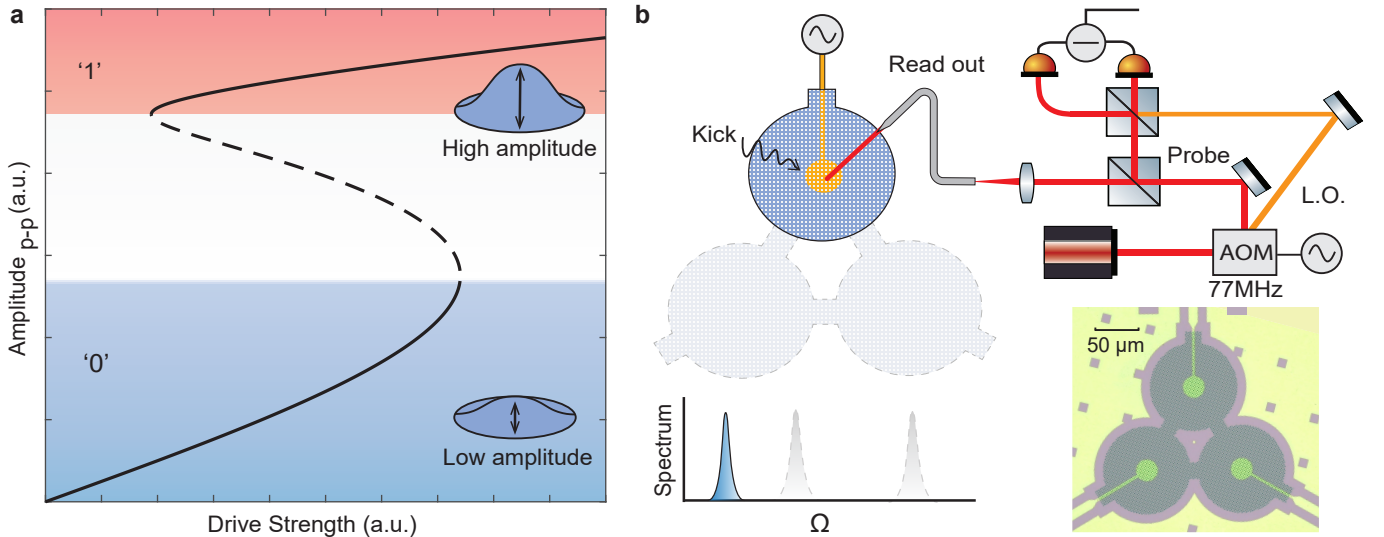 a
'1'
High amplitude
Amplitude p-p (a.u.)
'0'
Low amplitude
Drive Strength (a.u.)
b
Read out
Kick
Probe
L.O.
AOM
77MHz
50 μm
Spectrum
Ω